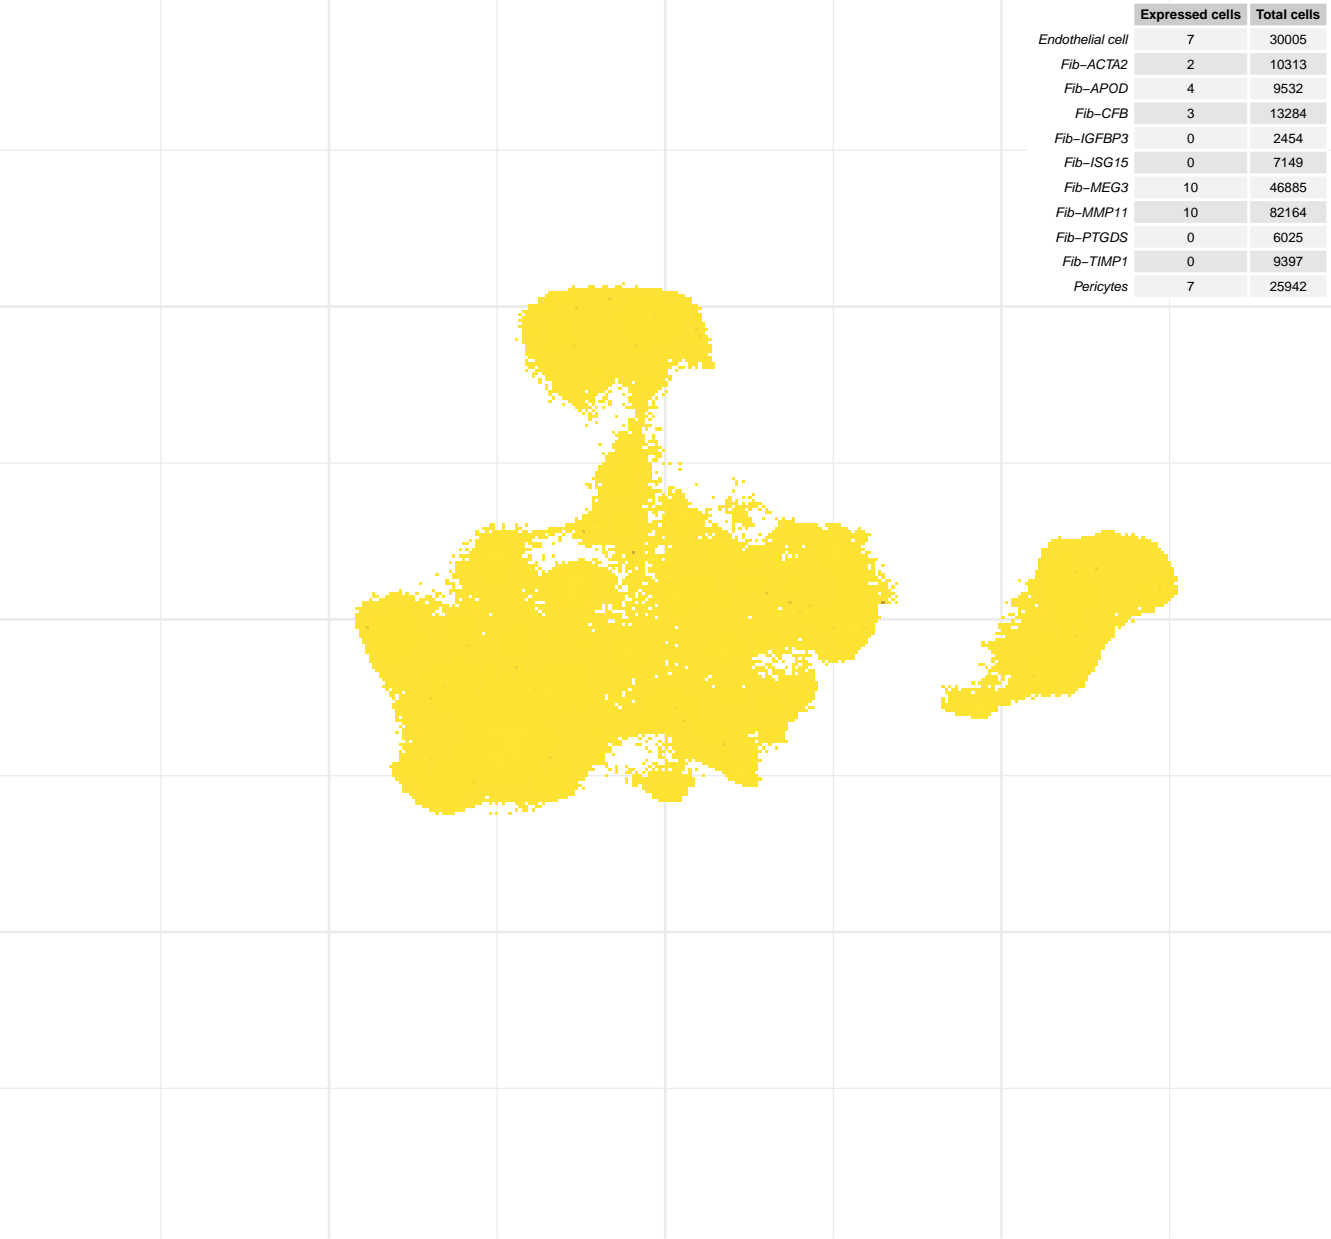 Expressed cells Total cells
Endothelial cell 7 30005
Fib−ACTA2 2 10313
Fib−APOD 4 9532
Fib−CFB 3 13284
Fib−IGFBP3 0 2454
Fib−ISG15 0 7149
Fib−MEG3 10 46885
Fib−MMP11 10 82164
Fib−PTGDS 0 6025
Fib−TIMP1 0 9397
Pericytes 7 25942